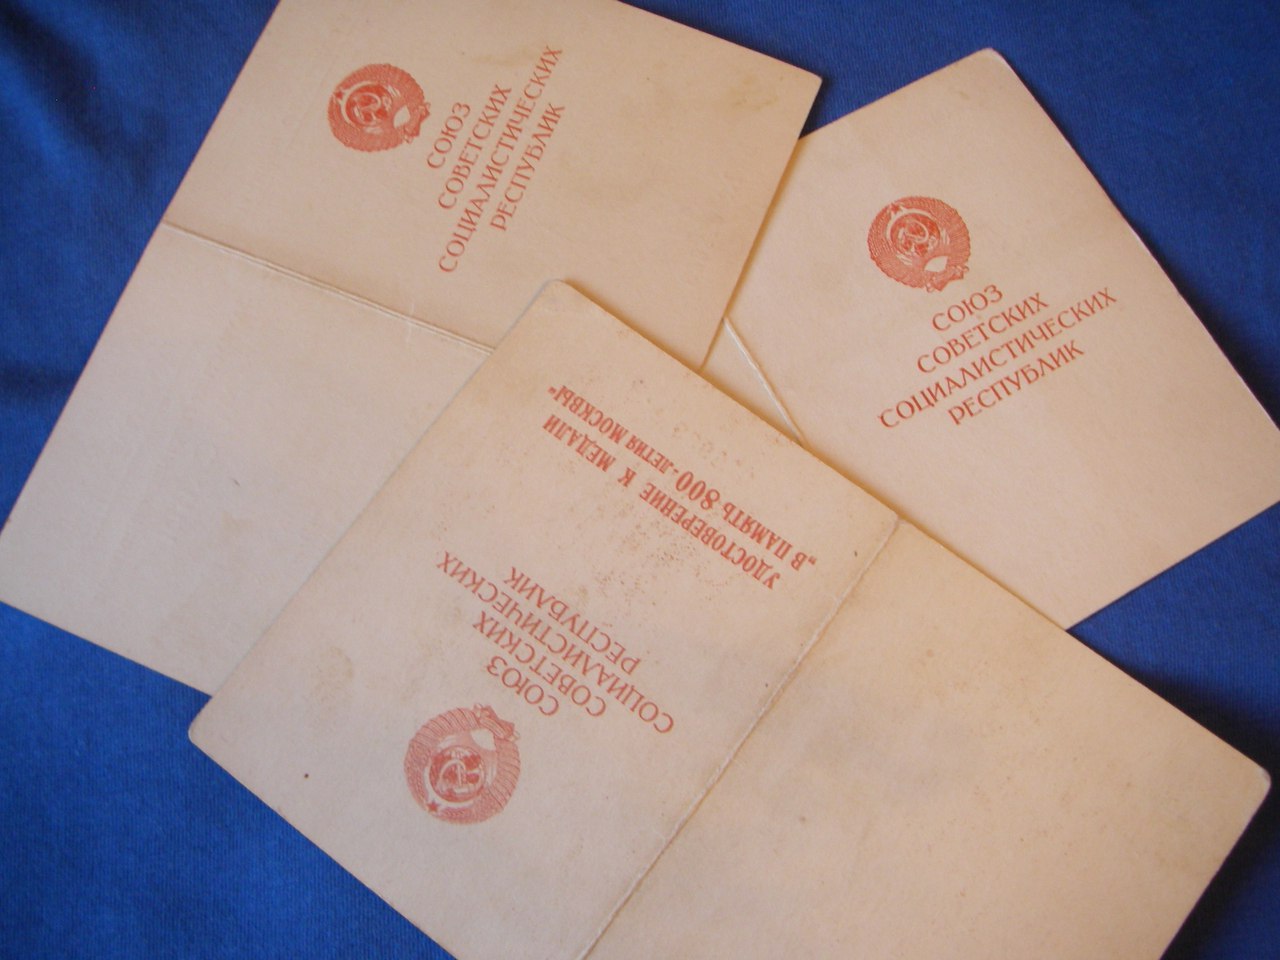 СОЮЗ
СОВЕТСКИХ
СОЦИАЛИСТИЧЕСКИХ
РЕСПУБЛИК
СОЮЗ
СОВЕТСКИХ
СОЦИАЛИСТИЧЕСКИХ
РЕСПУБЛИК
СОЮЗ
СОВЕТСКИХ
СОЦИАЛИСТИЧЕСКИХ
РЕСПУБЛИК
УДОСТОВЕРЕНИЕ К МЕДАЛИ
„В ПАМЯТЬ 800-ЛЕТИЯ МОСКВЫ“